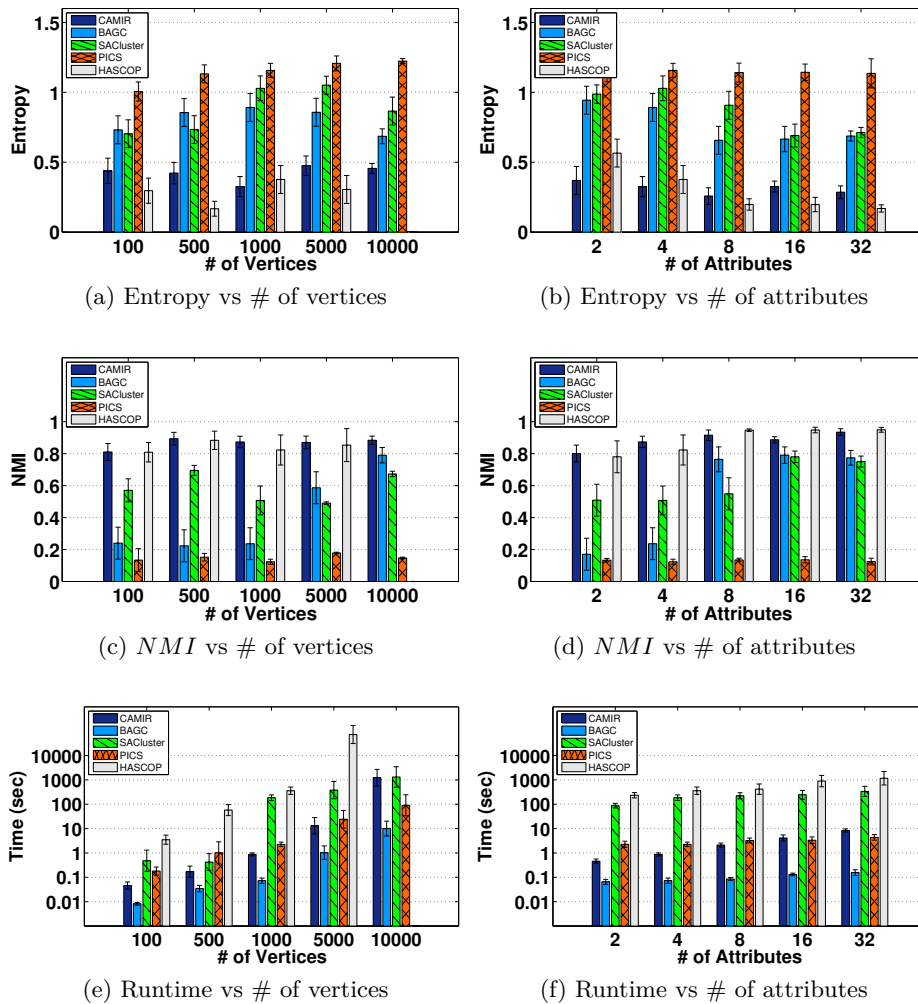 1.5
1
0.5
0
Entropy
CAMIR
BAGC
SACluster
PICS
HASCOP
100 500 1000 5000 10000
# of Vertices
(a) Entropy vs # of vertices
1.5
1
0.5
0
Entropy
CAMIR
BAGC
SACluster
PICS
HASCOP
2 4 8 16 32
# of Attributes
(b) Entropy vs # of attributes
1
0.8
0.6
0.4
0.2
0
NMI
CAMIR
BAGC
SACluster
PICS
HASCOP
100 500 1000 5000 10000
# of Vertices
(c) NMI vs # of vertices
1
0.8
0.6
0.4
0.2
0
NMI
CAMIR
BAGC
SACluster
PICS
HASCOP
2 4 8 16 32
# of Attributes
(d) NMI vs # of attributes
10000
1000
100
10
1
0.1
0.01
Time (sec)
CAMIR
BAGC
SACluster
PICS
HASCOP
100 500 1000 5000 10000
# of Vertices
(e) Runtime vs # of vertices
10000
1000
100
10
1
0.1
0.01
Time (sec)
CAMIR
BAGC
SACluster
PICS
HASCOP
2 4 8 16 32
# of Attributes
(f) Runtime vs # of attributes